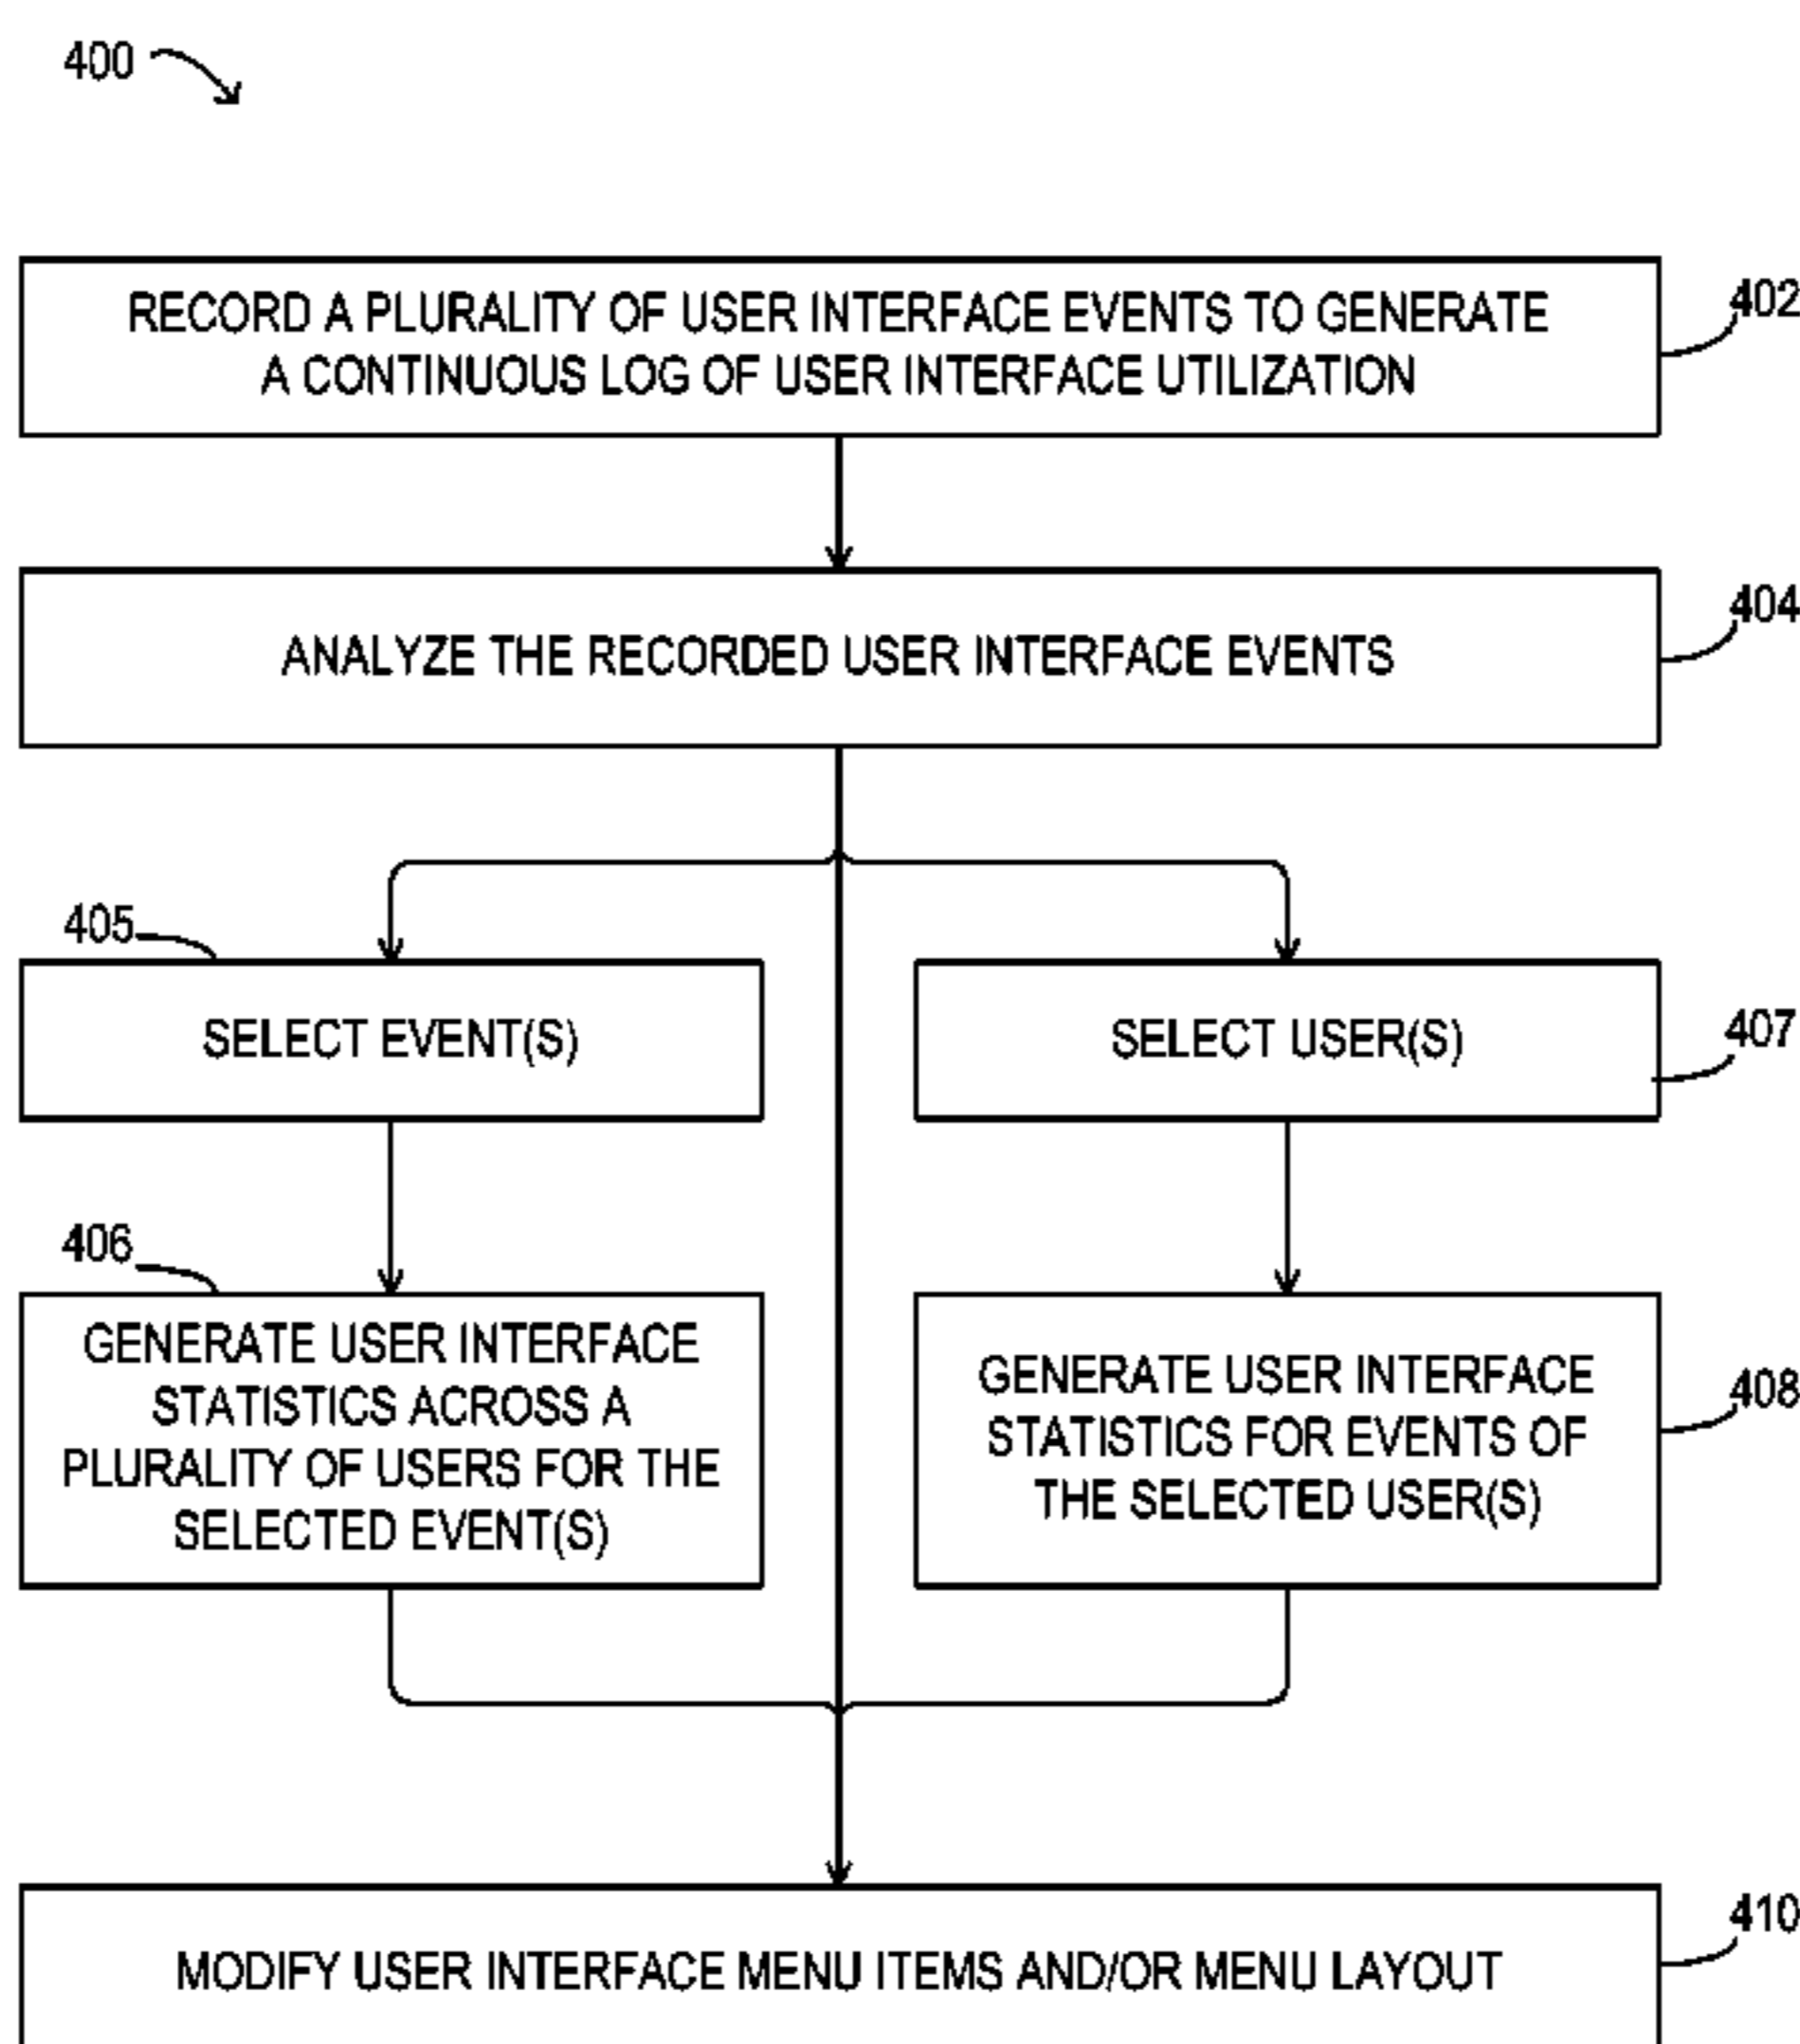 400
RECORD A PLURALITY OF USER INTERFACE EVENTS TO GENERATE
A CONTINUOUS LOG OF USER INTERFACE UTILIZATION
402
ANALYZE THE RECORDED USER INTERFACE EVENTS
404
405
SELECT EVENT(S)
SELECT USER(S)
407
406
GENERATE USER INTERFACE
STATISTICS ACROSS A
PLURALITY OF USERS FOR THE
SELECTED EVENT(S)
GENERATE USER INTERFACE
STATISTICS FOR EVENTS OF
THE SELECTED USER(S)
408
MODIFY USER INTERFACE MENU ITEMS AND/OR MENU LAYOUT
410